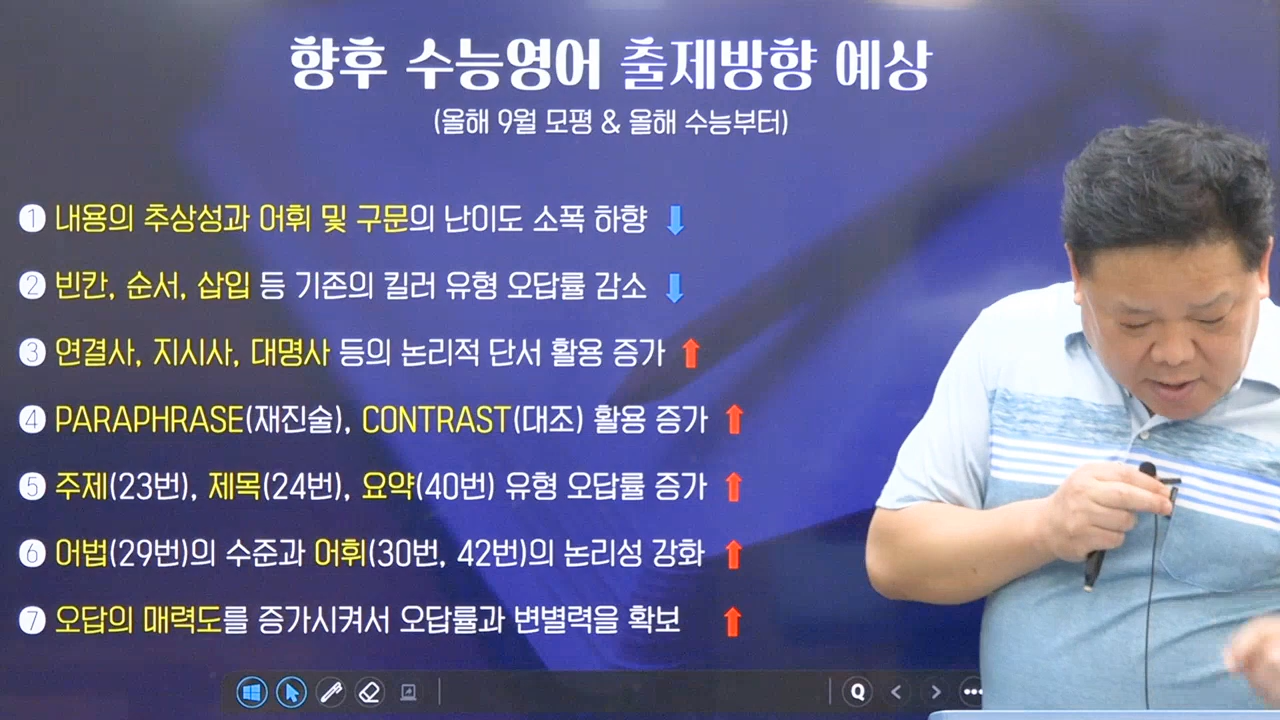 향후 수능영어 출제방향 예상
(올해 9월 모평 & 올해 수능부터)
① 내용의 추상성과 어휘 및 구문의 난이도 소폭 하향 ⬇
② 빈칸, 순서, 삽입 등 기존의 킬러 유형 오답률 감소 ⬇
③ 연결사, 지시사, 대명사 등의 논리적 단서 활용 증가 ⬆
④ PARAPHRASE(재진술), CONTRAST(대조) 활용 증가 ⬆
⑤ 주제(23번), 제목(24번), 요약(40번) 유형 오답률 증가 ⬆
⑥ 어법(29번)의 수준과 어휘(30번, 42번)의 논리성 강화 ⬆
⑦ 오답의 매력도를 증가시켜서 오답률과 변별력을 확보 ⬆